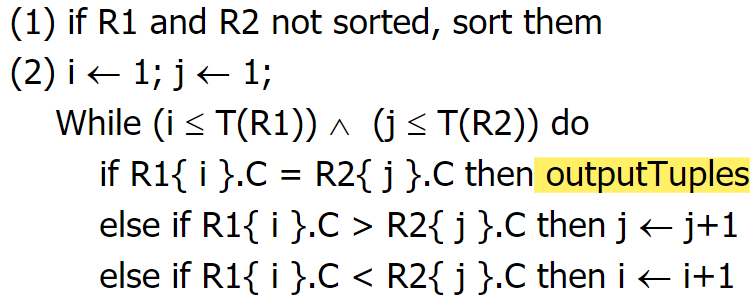 (1) if R1 and R2 not sorted, sort them
(2) i ← 1; j ← 1;
While (i ≤ T(R1)) ∧ (j ≤ T(R2)) do
if R1{ i }.C = R2{ j }.C then outputTuples
else if R1{ i }.C > R2{ j }.C then j ← j+1
else if R1{ i }.C < R2{ j }.C then i ← i+1